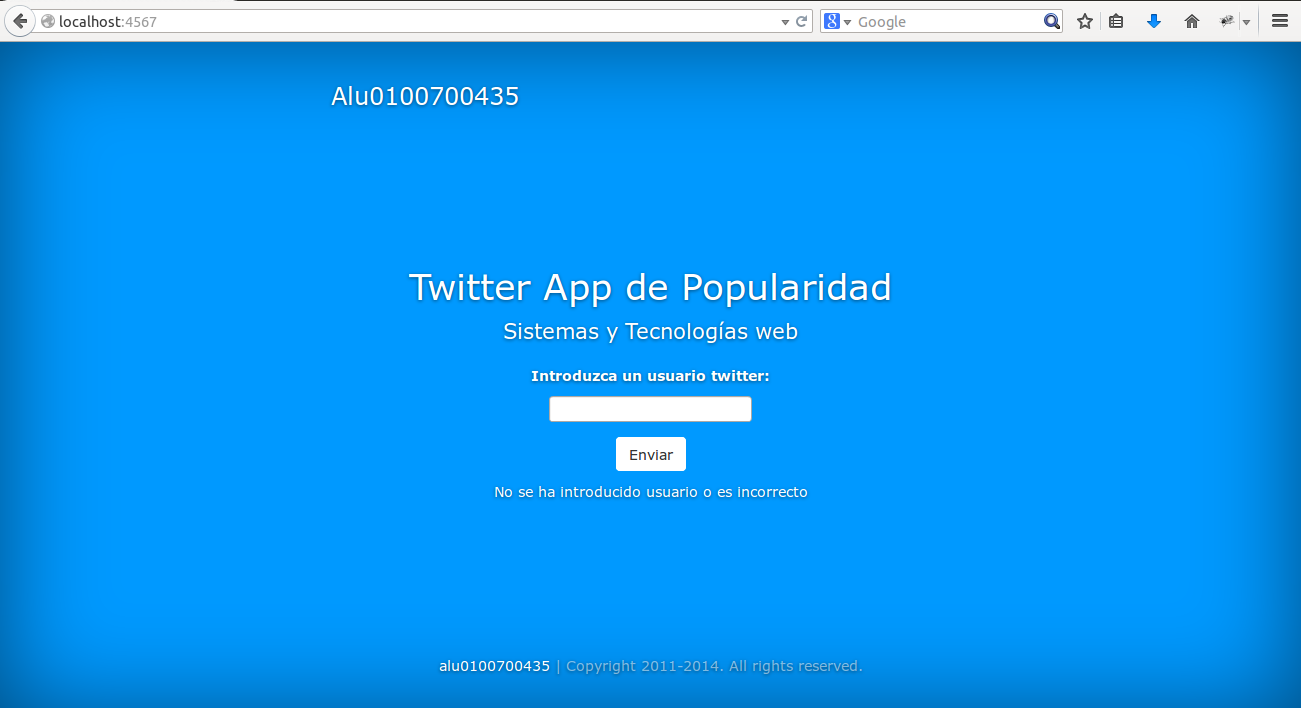 localhost:4567
Google
Alu0100700435
Twitter App de Popularidad
Sistemas y Tecnologías web
Introduzca un usuario twitter:
Enviar
No se ha introducido usuario o es incorrecto
alu0100700435 | Copyright 2011-2014. All rights reserved.